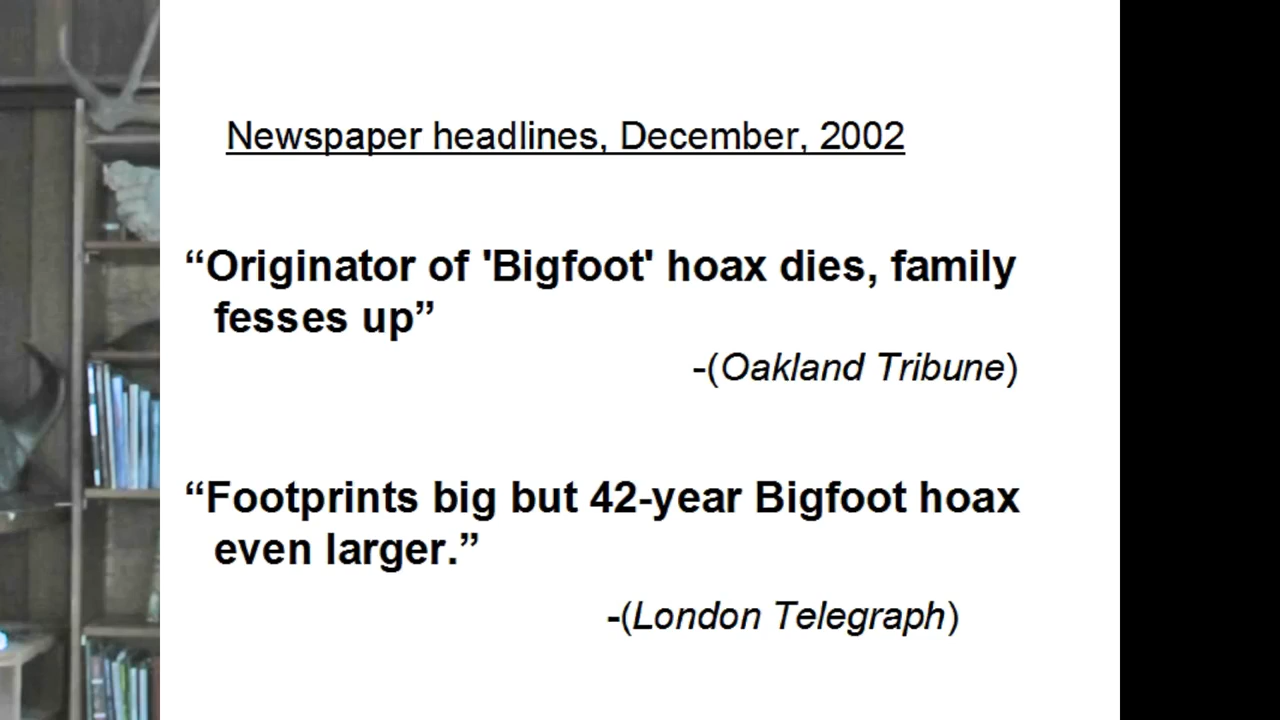 Newspaper headlines, December, 2002
“Originator of 'Bigfoot' hoax dies, family
fesses up”
-(Oakland Tribune)
“Footprints big but 42-year Bigfoot hoax
even larger.”
-(London Telegraph)